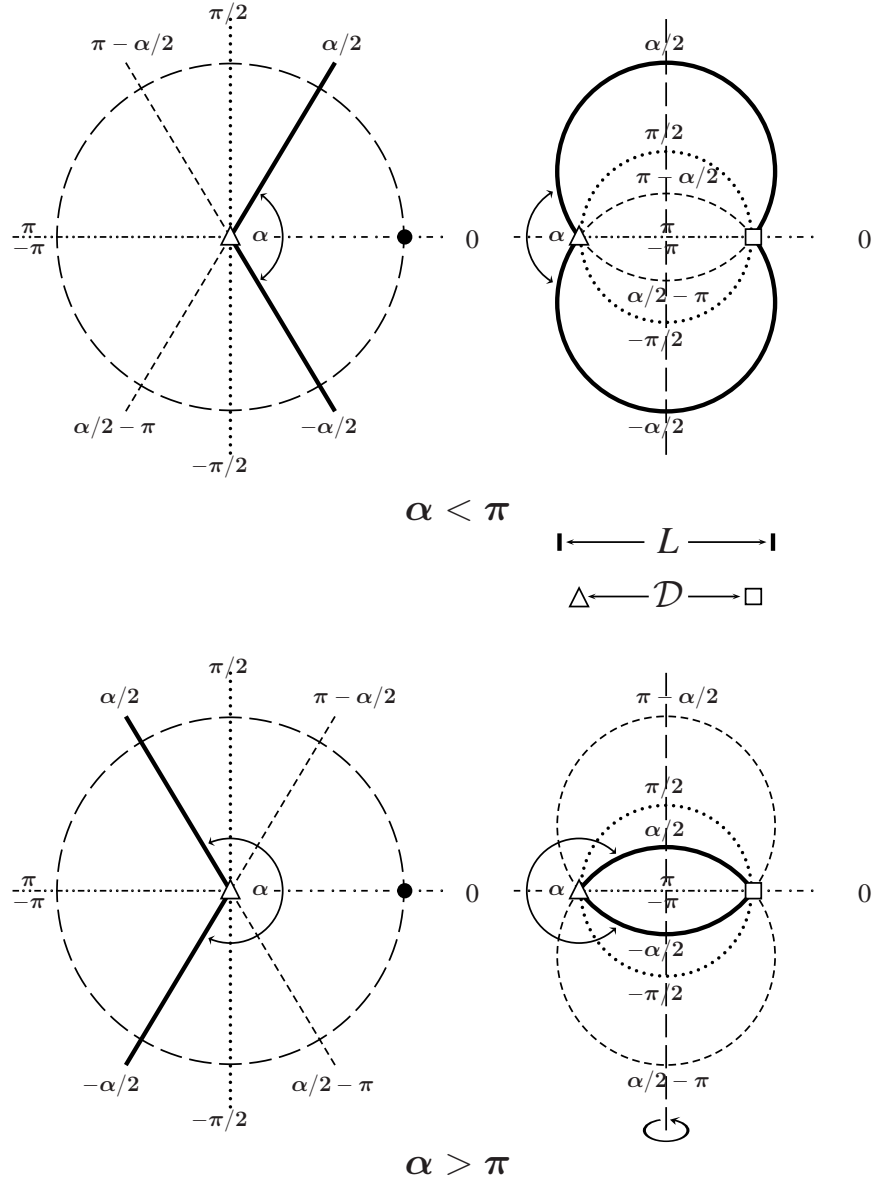 π/2
π − α/2
α/2
π
−π
α
0
α/2 − π
−α/2
−π/2
α/2
π/2
π − α/2
α
π
−π
0
α/2 − π
−π/2
−α/2
α < π
L
𝒟
π/2
α/2
π − α/2
π
−π
α
0
−α/2
α/2 − π
−π/2
π − α/2
π/2
α/2
α
π
−π
0
−α/2
−π/2
α/2 − π
α > π